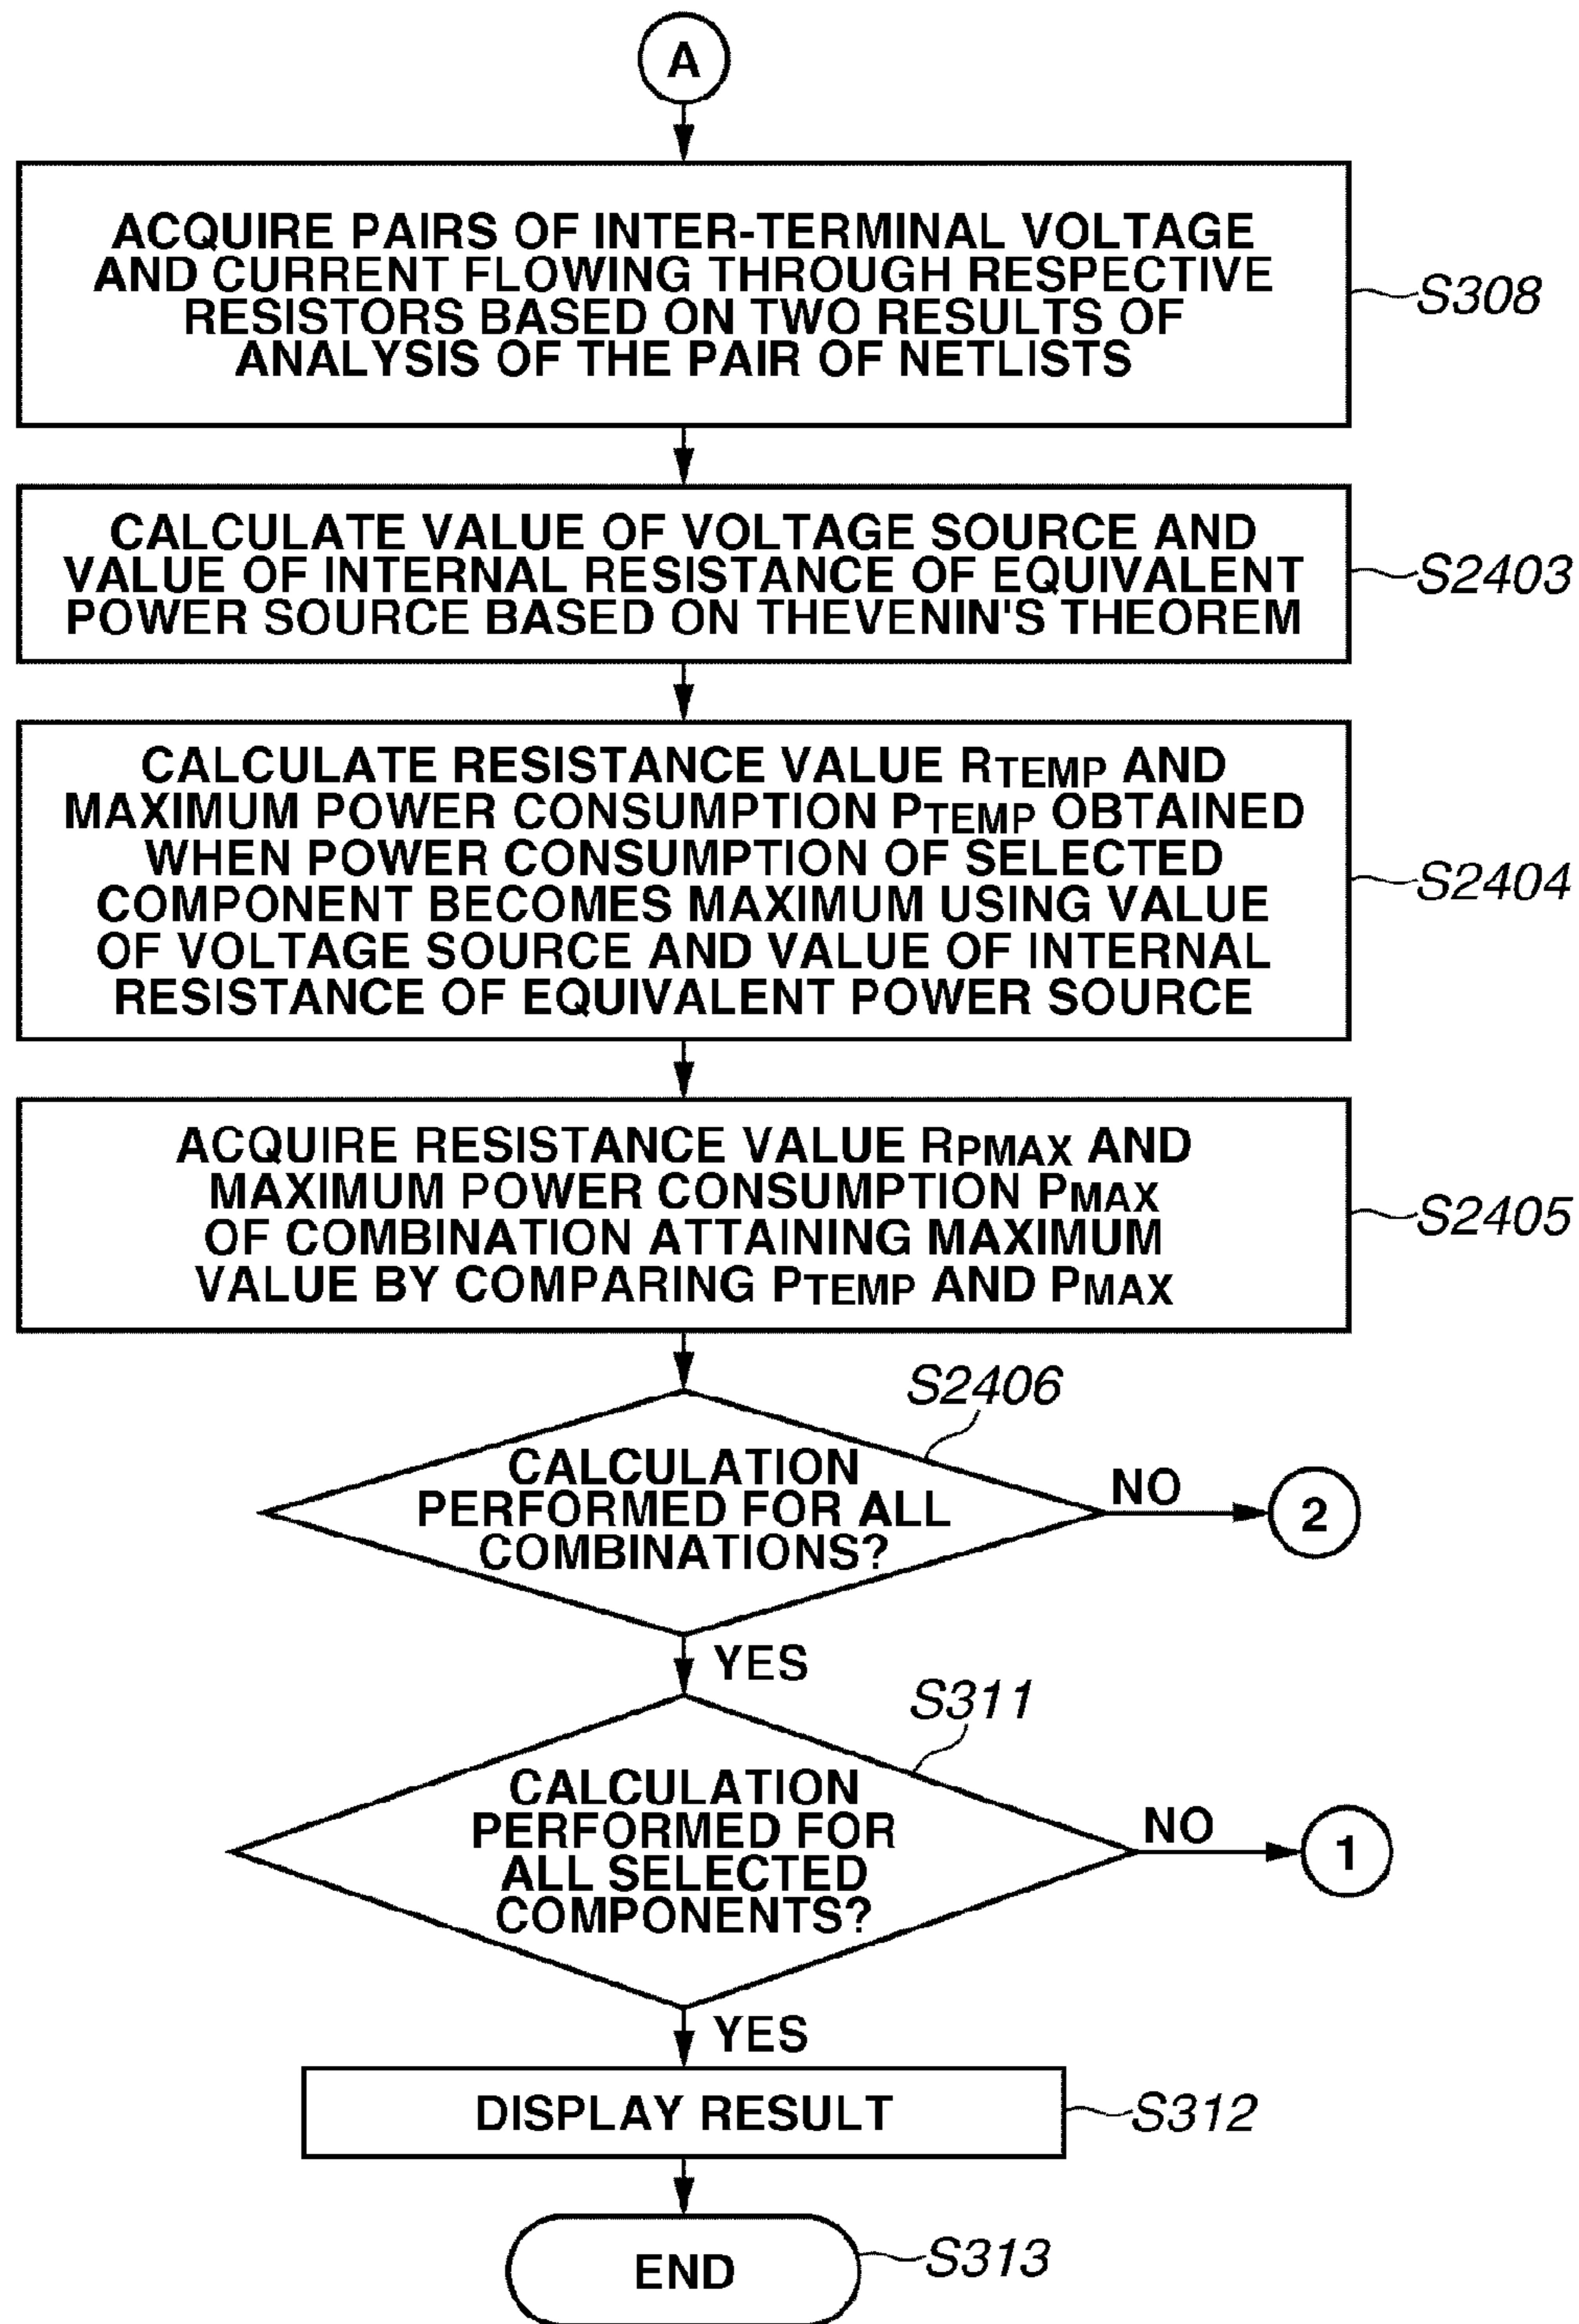 A
ACQUIRE PAIRS OF INTER-TERMINAL VOLTAGE
AND CURRENT FLOWING THROUGH RESPECTIVE
RESISTORS BASED ON TWO RESULTS OF
ANALYSIS OF THE PAIR OF NETLISTS
S308
CALCULATE VALUE OF VOLTAGE SOURCE AND
VALUE OF INTERNAL RESISTANCE OF EQUIVALENT
POWER SOURCE BASED ON THEVENIN'S THEOREM
S2403
CALCULATE RESISTANCE VALUE RTEMP AND
MAXIMUM POWER CONSUMPTION PTEMP OBTAINED
WHEN POWER CONSUMPTION OF SELECTED
COMPONENT BECOMES MAXIMUM USING VALUE
OF VOLTAGE SOURCE AND VALUE OF INTERNAL
RESISTANCE OF EQUIVALENT POWER SOURCE
S2404
ACQUIRE RESISTANCE VALUE RPMAX AND
MAXIMUM POWER CONSUMPTION PMAX
OF COMBINATION ATTAINING MAXIMUM
VALUE BY COMPARING PTEMP AND PMAX
S2405
S2406
CALCULATION
PERFORMED FOR ALL
COMBINATIONS?
NO
2
YES
S311
CALCULATION
PERFORMED FOR
ALL SELECTED
COMPONENTS?
NO
1
YES
DISPLAY RESULT
S312
END
S313